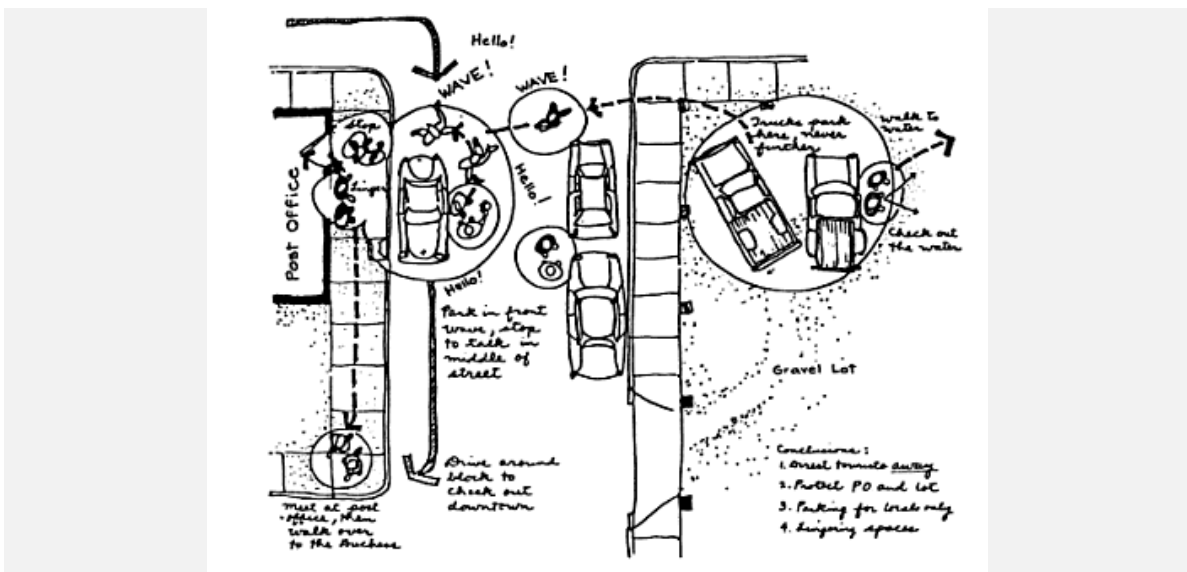 Hello!
WAVE!
WAVE!
Stop
Linger
Post Office
Hello!
Hello!
Trucks park
here, never
further
Walk to
water
Check out
the water
Park in front
wave, stop
to talk in
middle of
street
Gravel Lot
Drive around
block to
check out
downtown
Meet at post
office, then
walk over
to the Duchess
Conclusions:
1. Direct tourists away
2. Protect PO and lot
3. Parking for locals only
4. Lingering spaces